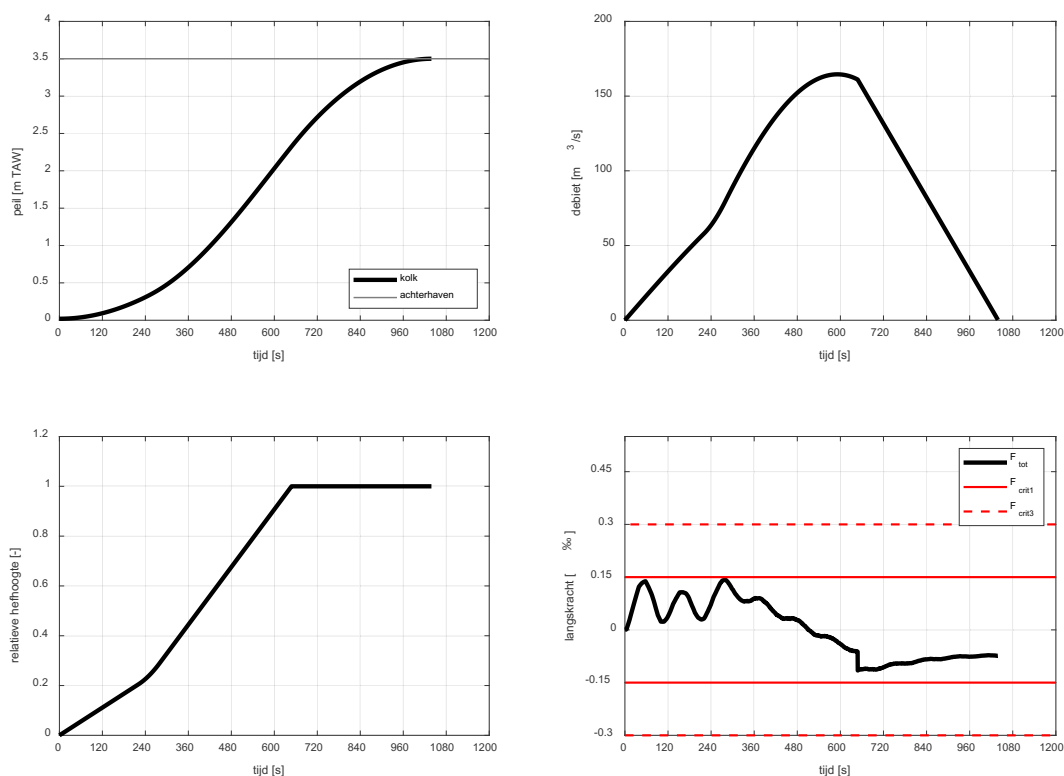 4
3.5
3
2.5
2
1.5
1
0.5
0
peil [m TAW]
kolk
achterhaven
0 120 240 360 480 600 720 840 960 1080 1200
tijd [s]
200
150
100
50
0
debiet [m 3 /s]
0 120 240 360 480 600 720 840 960 1080 1200
tijd [s]
1.2
1
0.8
0.6
0.4
0.2
0
relatieve hefhoogte [-]
0 120 240 360 480 600 720 840 960 1080 1200
tijd [s]
0.45
0.3
0.15
0
-0.15
-0.3
langskracht [ ‰ ]
F tot
F crit1
F crit3
0 120 240 360 480 600 720 840 960 1080 1200
tijd [s]